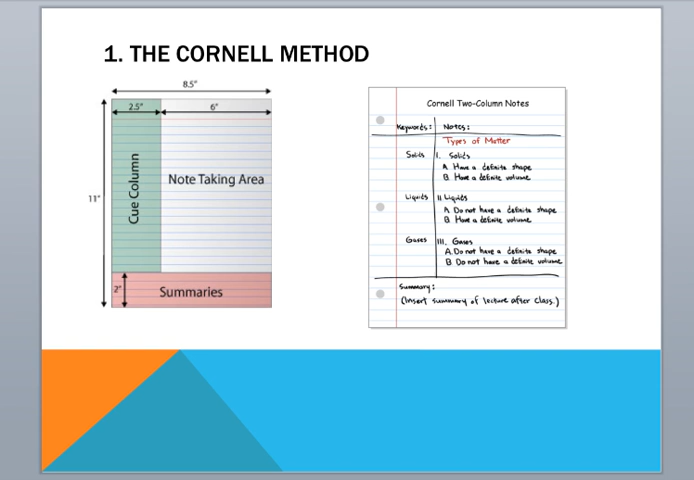 1. THE CORNELL METHOD
8.5"
2.5" 6"
11"
Cue Column
Note Taking Area
2"
Summaries
Cornell Two-Column Notes
Keywords: Notes:
Types of Matter
Solids I. Solids
A. Have a definite shape
B. Have a definite volume
Liquids II. Liquids
A. Do not have a definite shape
B. Have a definite volume
Gases III. Gases
A. Do not have a definite shape
B. Do not have a definite volume
Summary:
(Insert summary of lecture after class.)